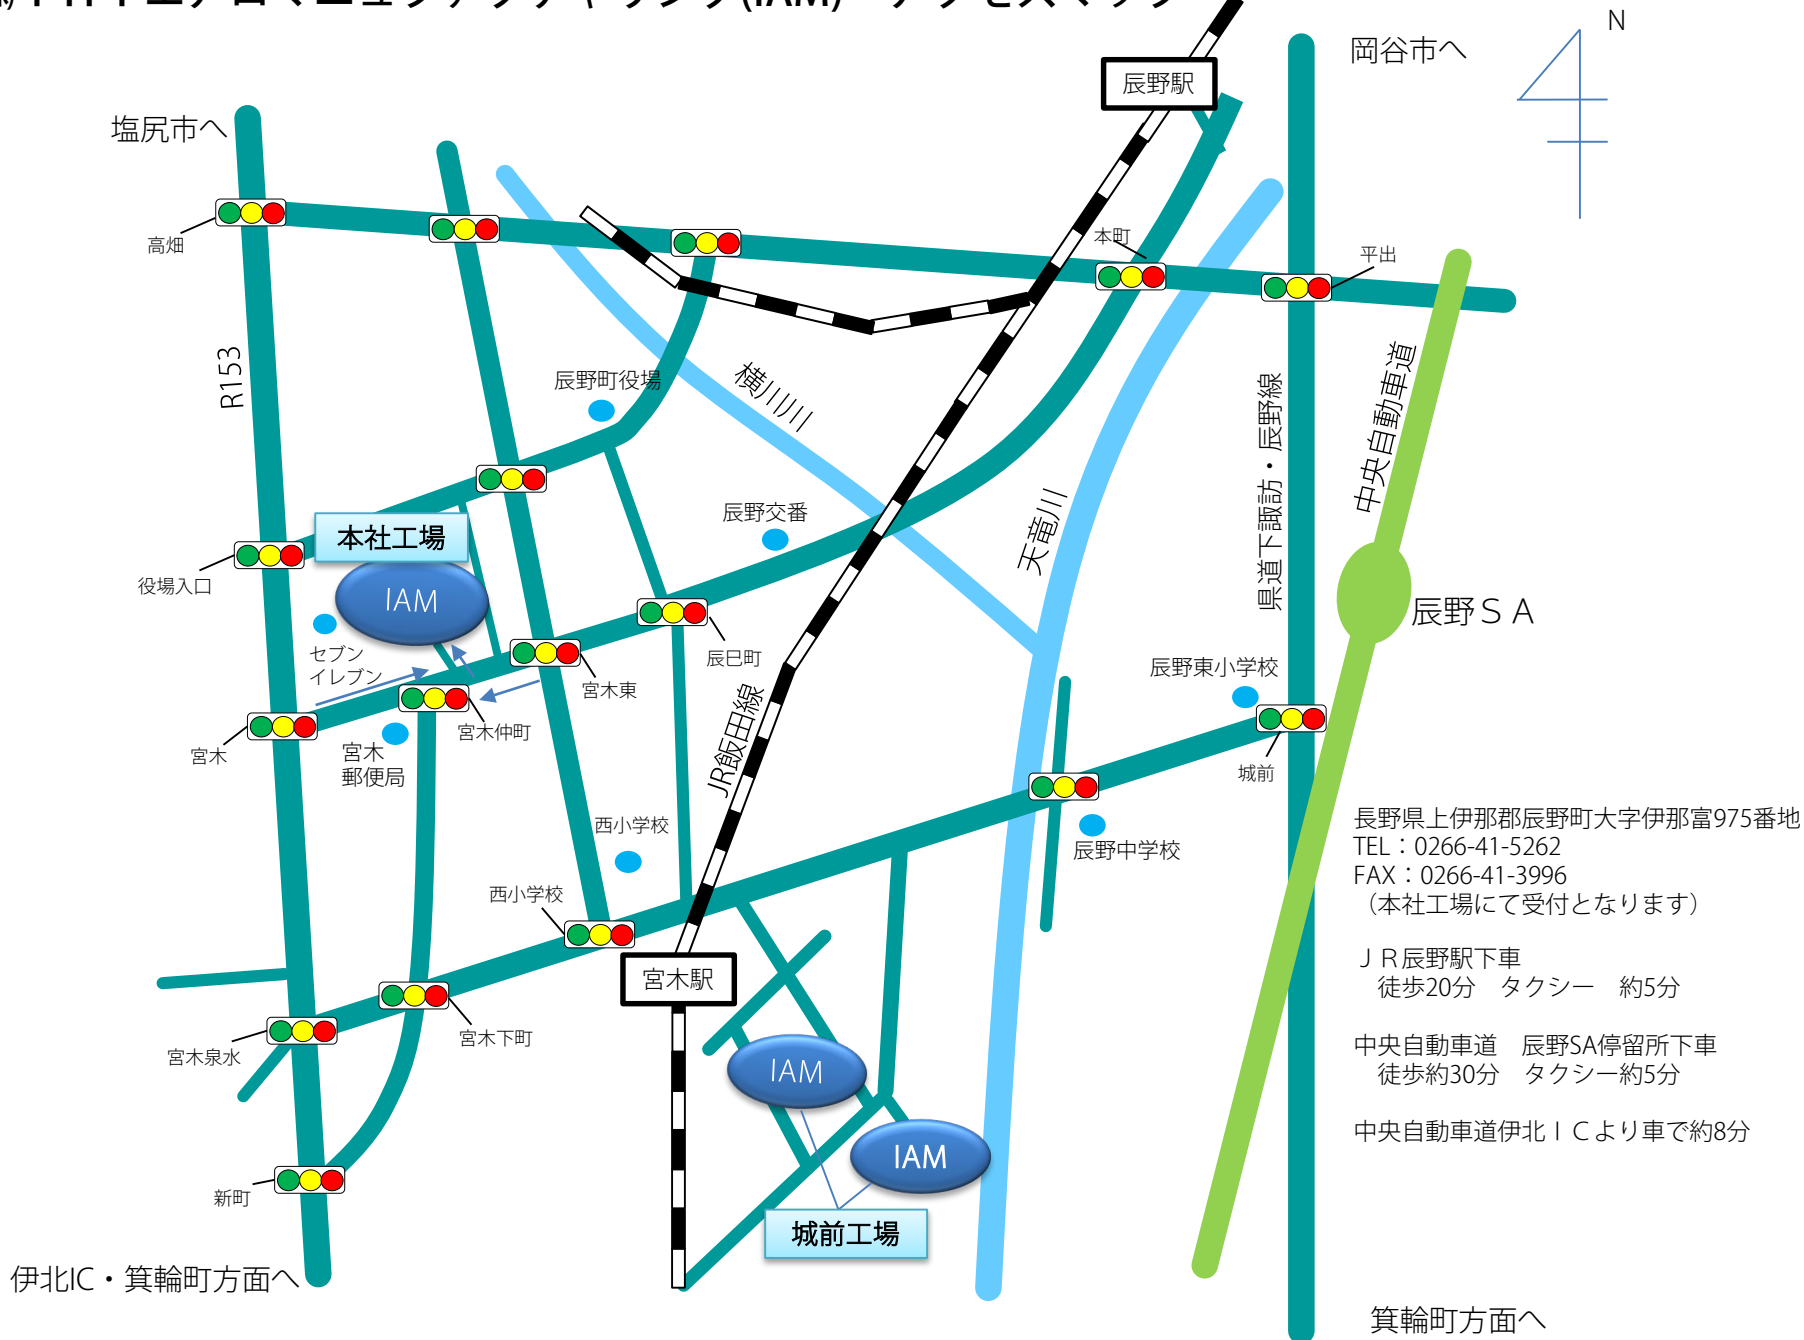 (IAM)
N
岡谷市へ
辰野駅
塩尻市へ
高畑
本町
平出
R153
辰野町役場
横川川
県道下諏訪・辰野線
中央自動車道
辰野交番
天竜川
本社工場
IAM
役場入口
辰野ＳＡ
セブン
イレブン
辰巳町
辰野東小学校
宮木東
宮木
宮木
郵便局
宮木仲町
JR飯田線
城前
西小学校
辰野中学校
長野県上伊那郡辰野町大字伊那富975番地
TEL：0266-41-5262
FAX：0266-41-3996
（本社工場にて受付となります）
西小学校
ＪＲ辰野駅下車
徒歩20分　タクシー　約5分
宮木駅
宮木泉水
宮木下町
中央自動車道　辰野SA停留所下車
徒歩約30分　タクシー約5分
IAM
中央自動車道伊北ＩＣより車で約8分
IAM
新町
城前工場
伊北IC・箕輪町方面へ
箕輪町方面へ